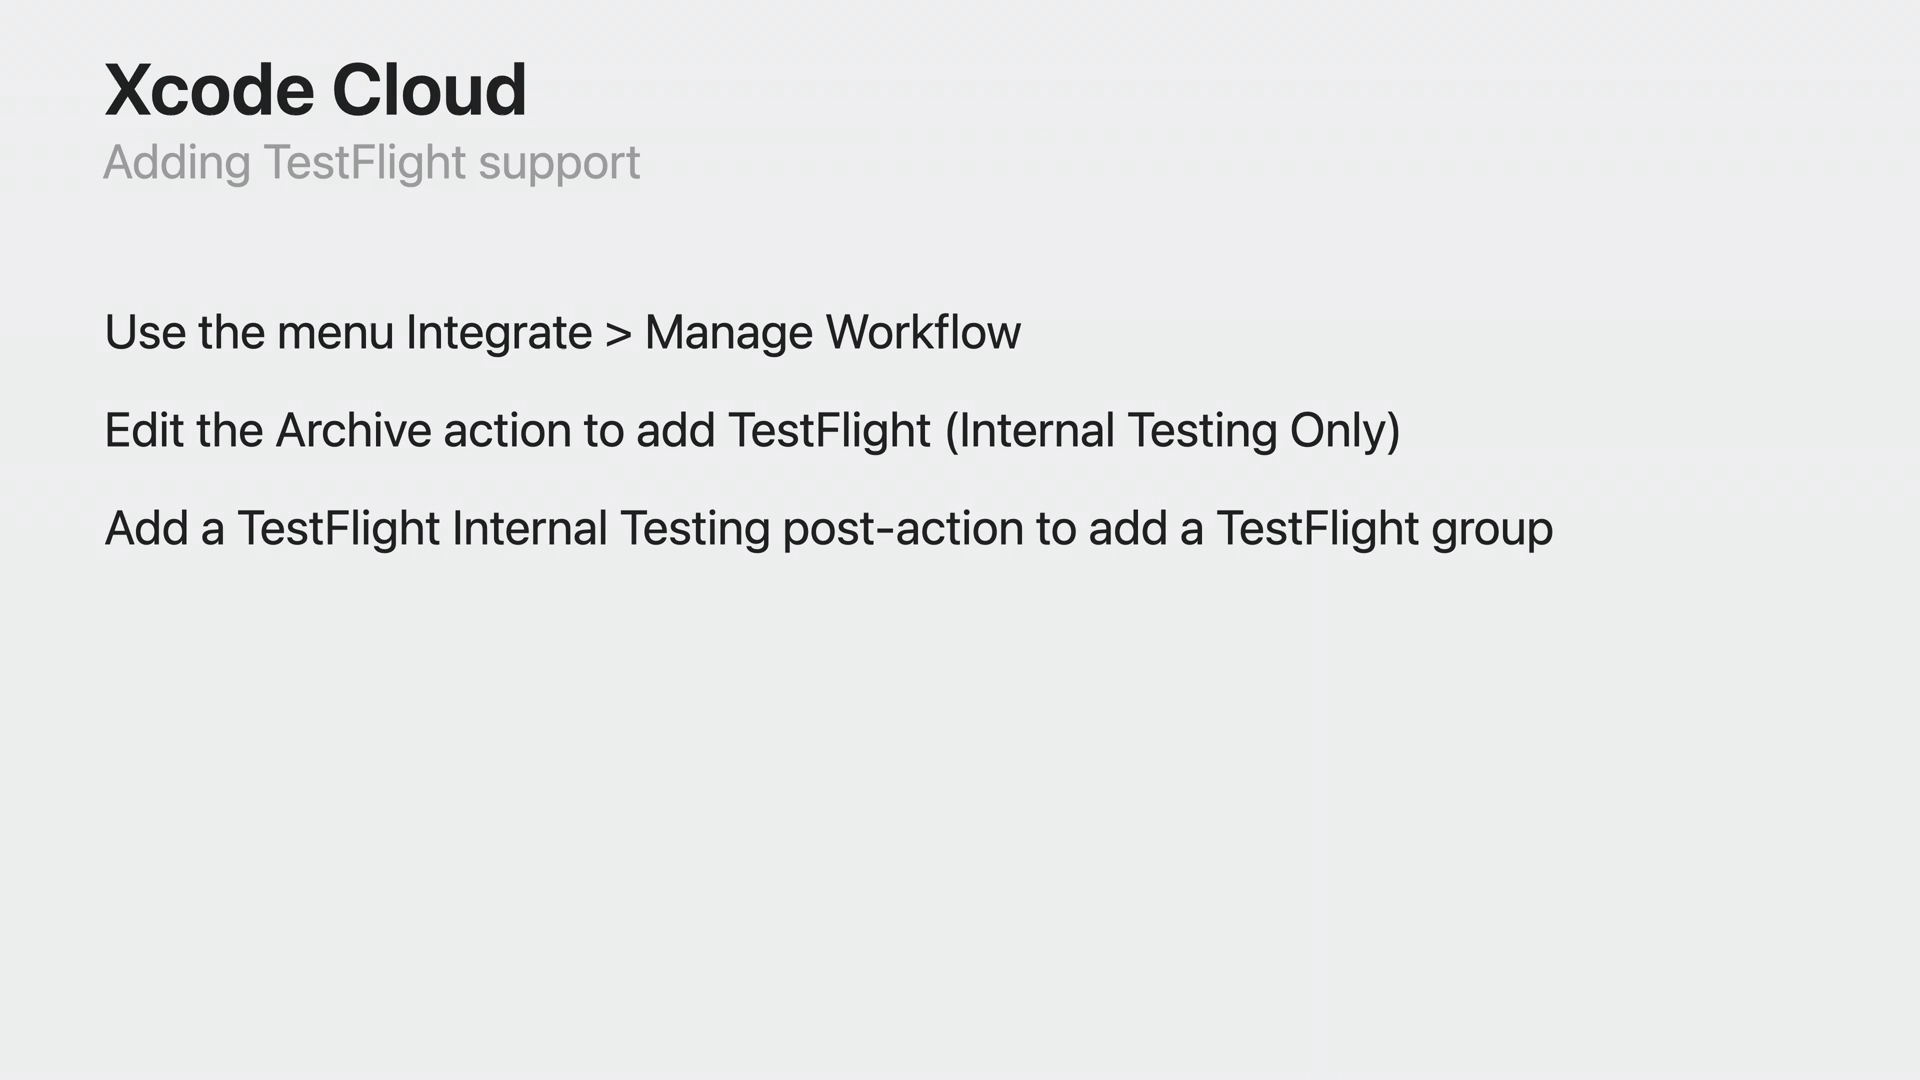 Xcode Cloud
Adding TestFlight support
Use the menu Integrate > Manage Workflow
Edit the Archive action to add TestFlight (Internal Testing Only)
Add a TestFlight Internal Testing post-action to add a TestFlight group